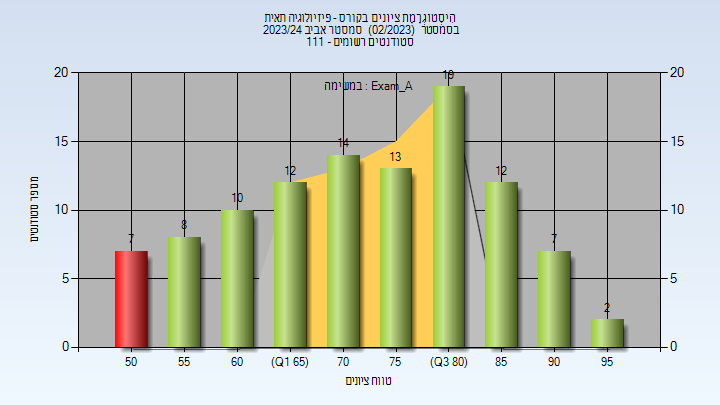 היסטוגרמת ציונים בקורס - פיזיולוגיה תאית
בסמסטר (02/2023) סמסטר אביב 2023/24
סטודנטים רשומים - 111
במשימה : Exam_A
20 20
15 15
10 10
5 5
0 0
7 8 10 12 14 13 19 12 7 2
50 55 60 (Q1 65) 70 75 (Q3 80) 85 90 95
מספר סטודנטים
טווח ציונים